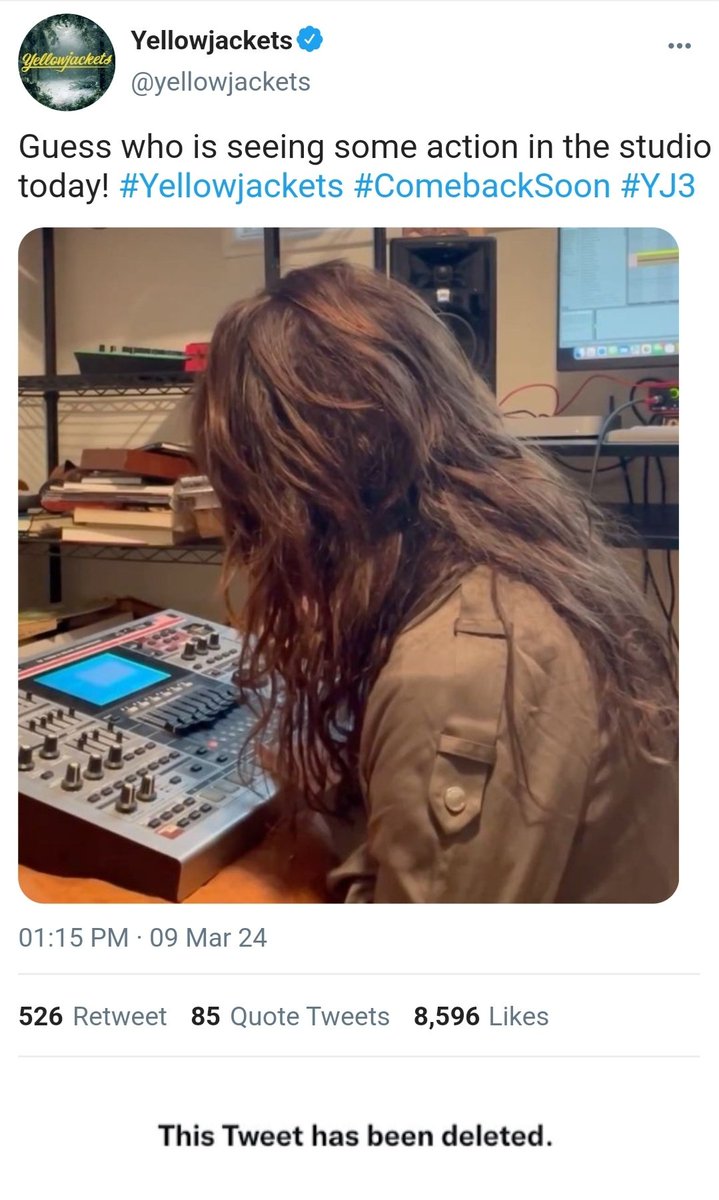 Yellowjackets
Yellowjackets
@yellowjackets
Guess who is seeing some action in the studio
today! #Yellowjackets #ComebackSoon #YJ3
01:15 PM · 09 Mar 24
526 Retweet 85 Quote Tweets 8,596 Likes
This Tweet has been deleted.